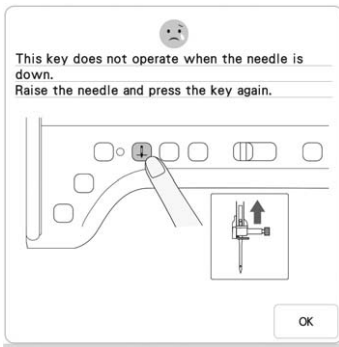 This key does not operate when the needle is
down.
Raise the needle and press the key again.
OK